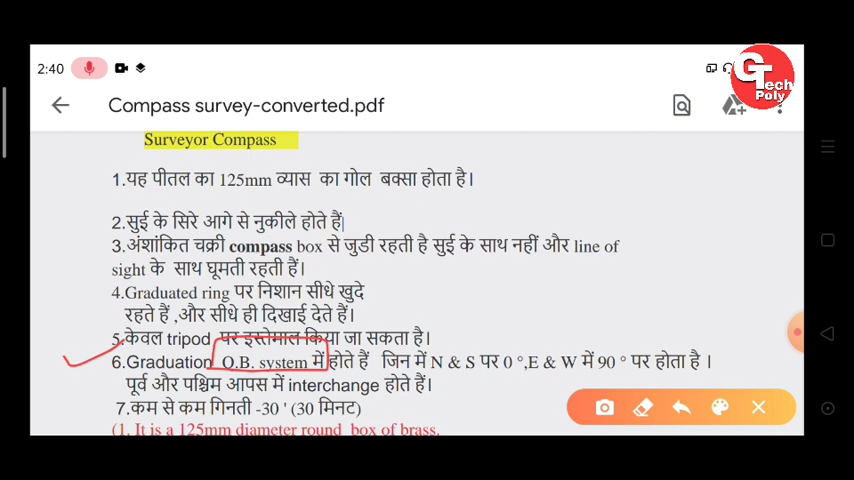 2:40
GTech
Poly
Compass survey-converted.pdf
Surveyor Compass
1.यह पीतल का 125mm व्यास का गोल बक्सा होता है।
2.सुई के सिरे आगे से नुकीले होते हैं|
3.अंशांकित चक्री compass box से जुडी रहती है सुई के साथ नहीं और line of
sight के साथ घूमती रहती हैं।
4.Graduated ring पर निशान सीधे खुदे
रहते हैं ,और सीधे ही दिखाई देते हैं।
5.केवल tripod पर इस्तेमाल किया जा सकता है।
6.Graduation Q.B. system में होते हैं जिन में N & S पर 0 °,E & W में 90 ° पर होता है ।
पूर्व और पश्चिम आपस में interchange होते हैं।
7.कम से कम गिनती -30 ' (30 मिनट)
(1. It is a 125mm diameter round box of brass.